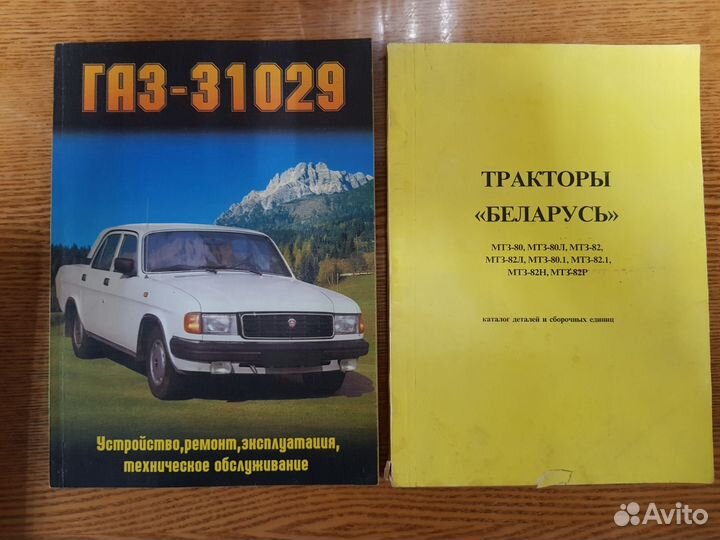 ГАЗ-31029
Устройство, ремонт, эксплуатация,
техническое обслуживание
ТРАКТОРЫ
«БЕЛАРУСЬ»
МТЗ-80, МТЗ-80Л, МТЗ-82,
МТЗ-82Л, МТЗ-80.1, МТЗ-82.1,
МТЗ-82Н, МТЗ-82Р
каталог деталей и сборочных единиц
Avito